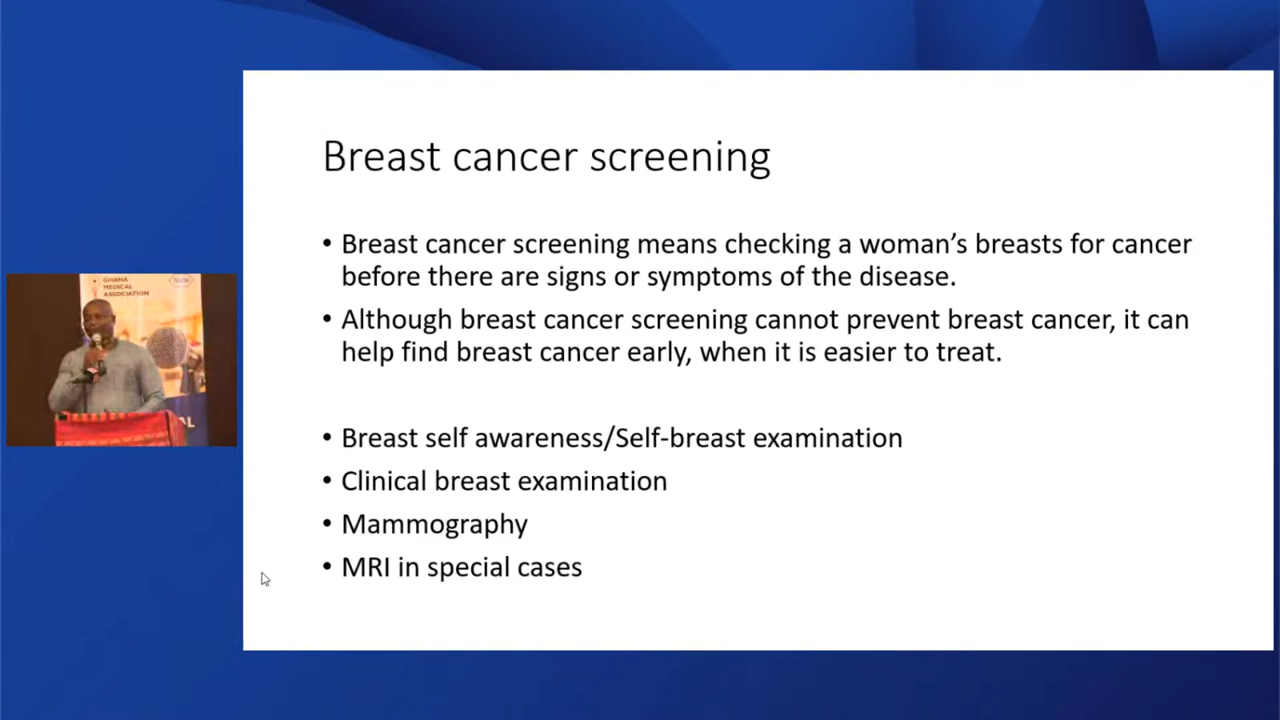 Breast cancer screening
• Breast cancer screening means checking a woman’s breasts for cancer
before there are signs or symptoms of the disease.
• Although breast cancer screening cannot prevent breast cancer, it can
help find breast cancer early, when it is easier to treat.
• Breast self awareness/Self-breast examination
• Clinical breast examination
• Mammography
• MRI in special cases
GHANA
MEDICAL
ASSOCIATION